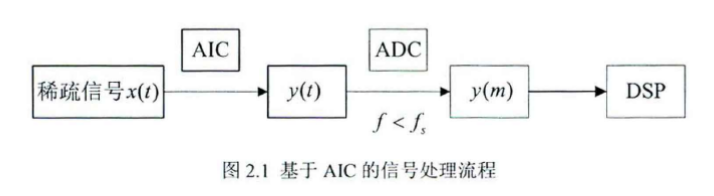 AIC
ADC
稀疏信号x(t)
y(t)
y(m)
DSP
f < f_s
图 2.1 基于 AIC 的信号处理流程